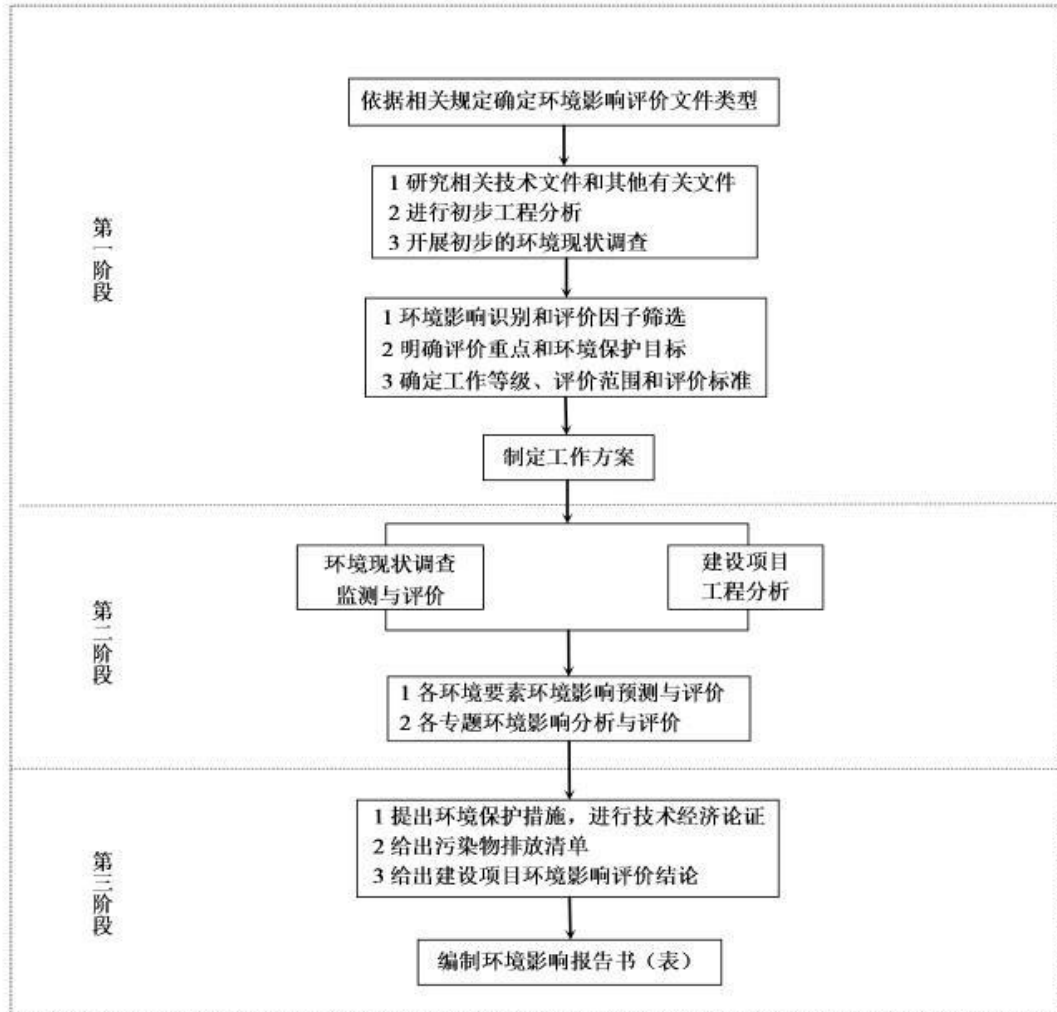 第一阶段
依据相关规定确定环境影响评价文件类型
1 研究相关技术文件和其他有关文件
2 进行初步工程分析
3 开展初步的环境现状调查
1 环境影响识别和评价因子筛选
2 明确评价重点和环境保护目标
3 确定工作等级、评价范围和评价标准
制定工作方案
第二阶段
环境现状调查
监测与评价
建设项目
工程分析
1 各环境要素环境影响预测与评价
2 各专题环境影响分析与评价
第三阶段
1 提出环境保护措施，进行技术经济论证
2 给出污染物排放清单
3 给出建设项目环境影响评价结论
编制环境影响报告书（表）